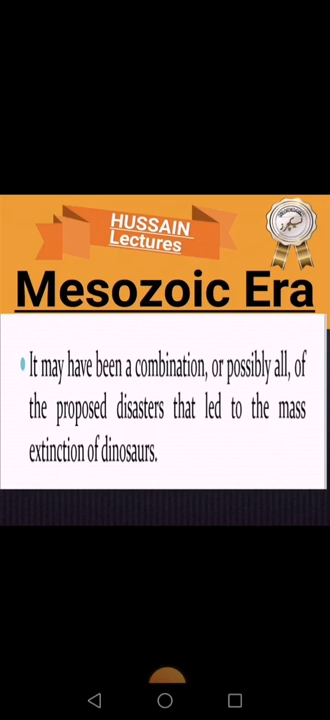 HUSSAIN
Lectures
Mesozoic Era
It may have been a combination, or possibly all, of
the proposed disasters that led to the mass
extinction of dinosaurs.